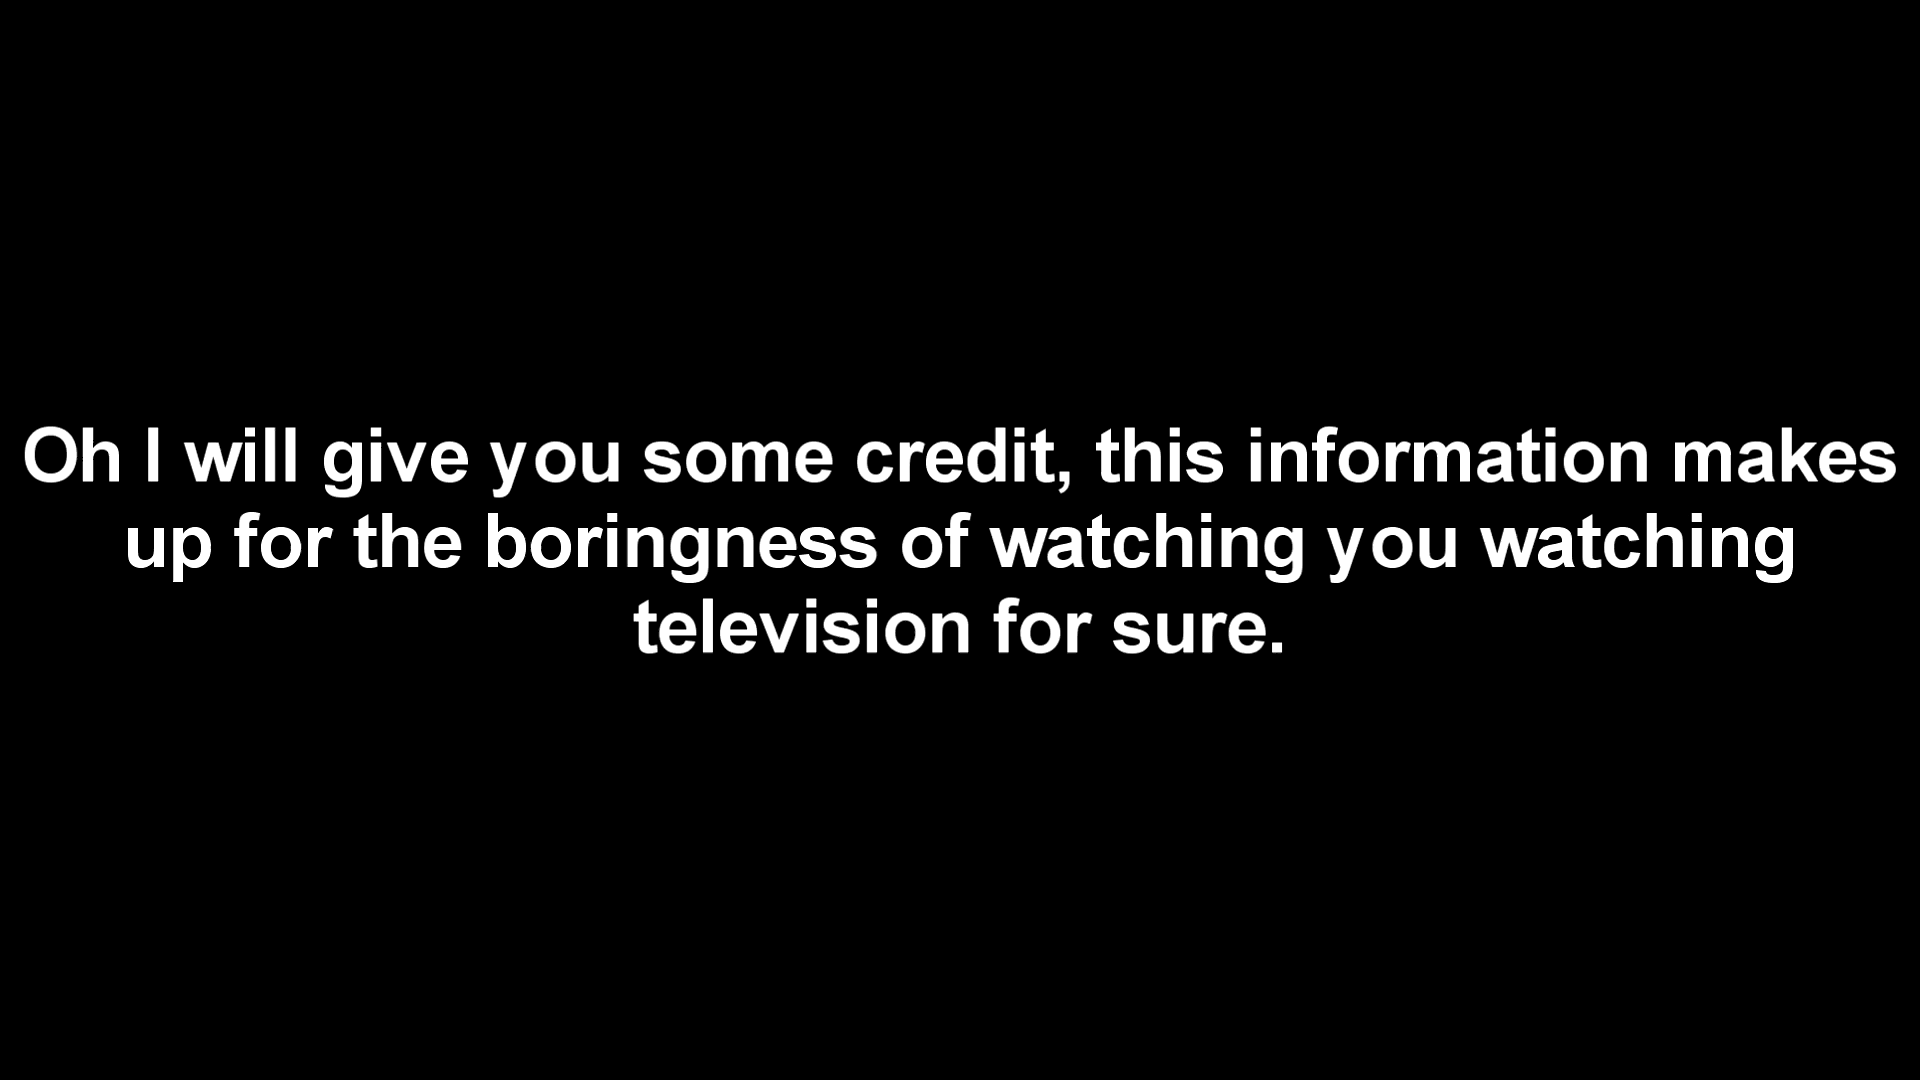 Oh I will give you some credit, this information makes
up for the boringness of watching you watching
television for sure.